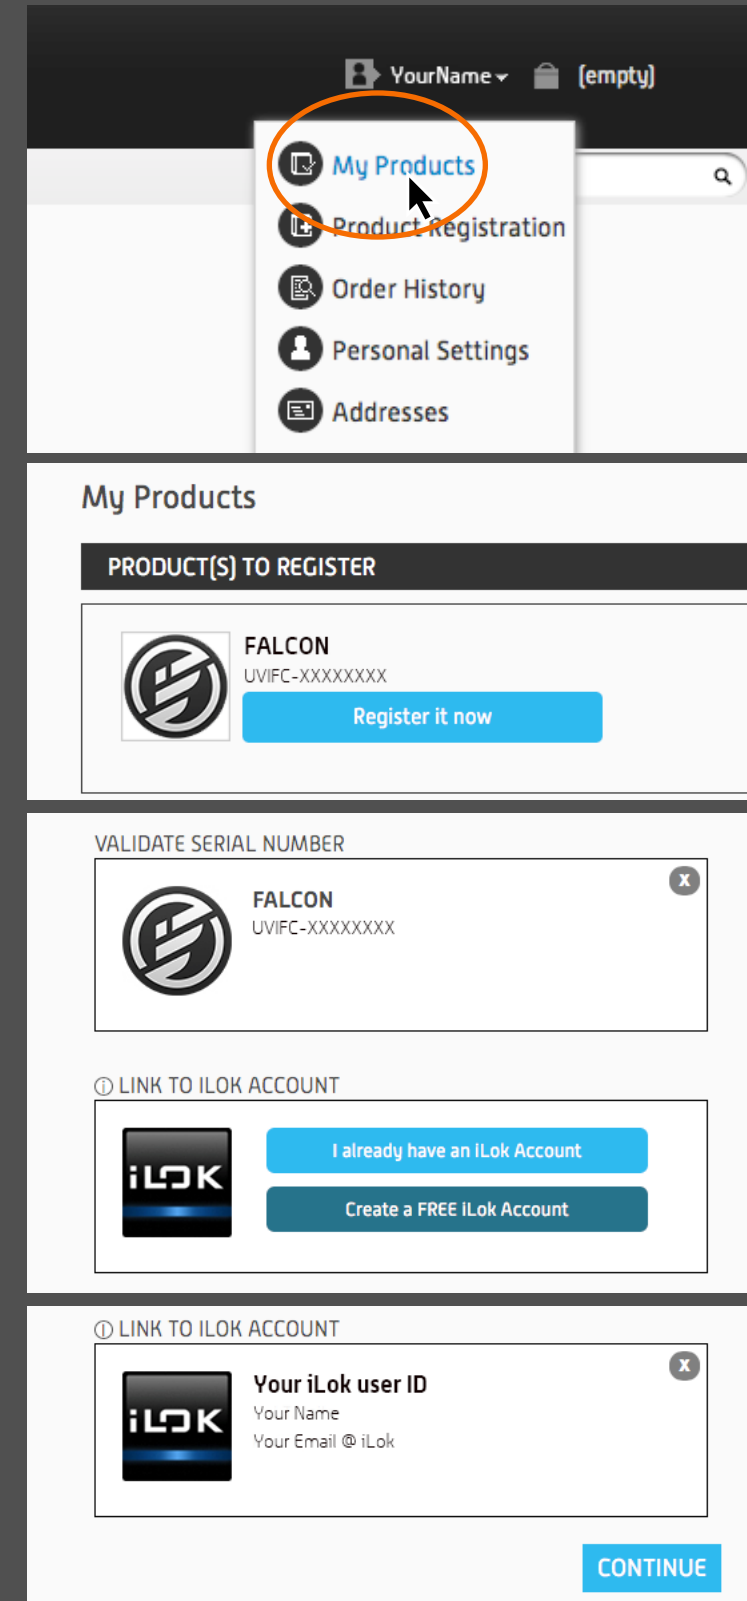 YourName
(empty)
My Products
Product Registration
Order History
Personal Settings
Addresses
My Products
PRODUCT(S) TO REGISTER
FALCON
UVIFC-XXXXXXXX
Register it now
VALIDATE SERIAL NUMBER
X
FALCON
UVIFC-XXXXXXXX
LINK TO ILOK ACCOUNT
iLOK
I already have an iLok Account
Create a FREE iLok Account
LINK TO ILOK ACCOUNT
X
iLOK
Your iLok user ID
Your Name
Your Email @ iLok
CONTINUE